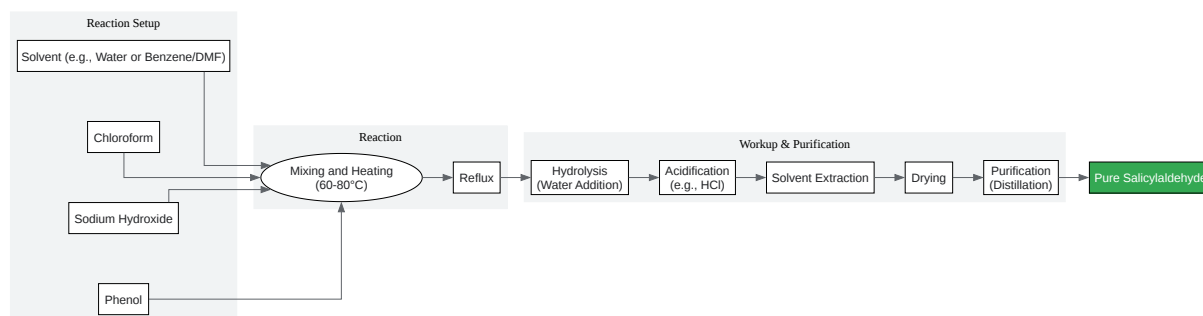 Reaction Setup
Solvent (e.g., Water or Benzene/DMF)
Chloroform
Sodium Hydroxide
Phenol
Reaction
Mixing and Heating
(60-80°C)
Reflux
Workup & Purification
Hydrolysis
(Water Addition)
Acidification
(e.g., HCl)
Solvent Extraction
Drying
Purification
(Distillation)
Pure Salicylaldehyde